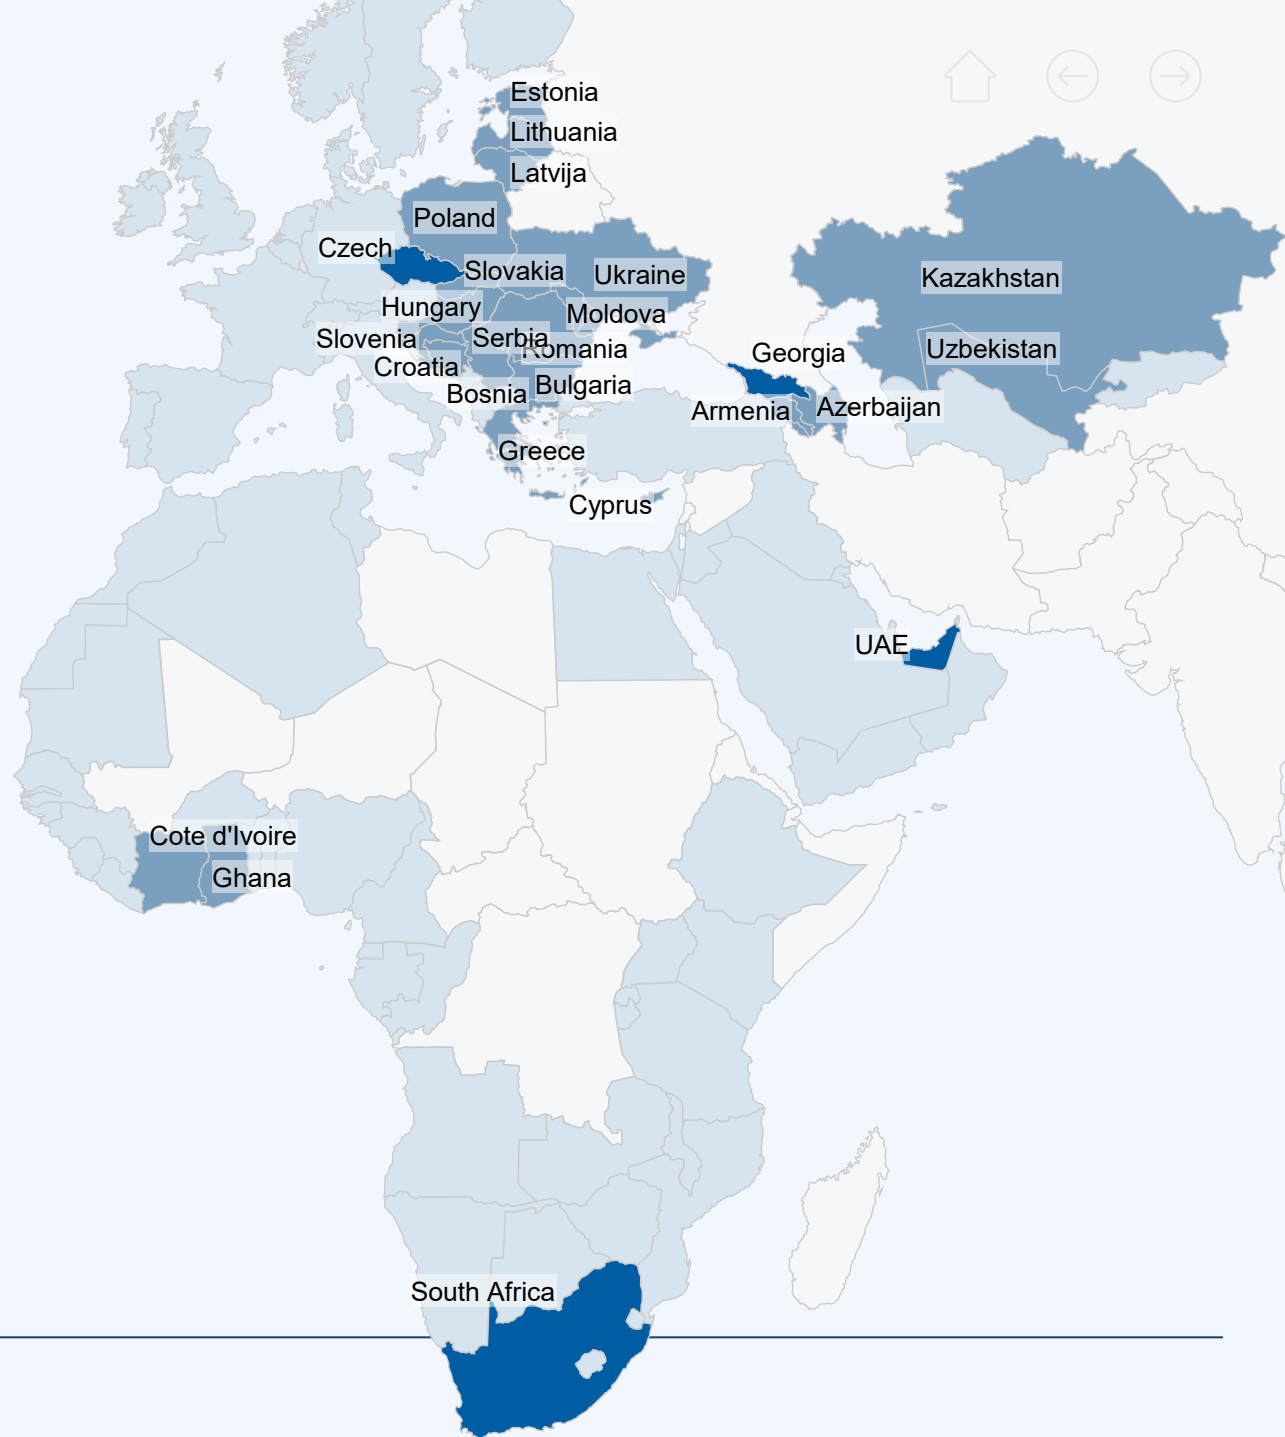 Estonia
Lithuania
Latvija
Poland
Czech
Slovakia
Ukraine
Kazakhstan
Hungary
Moldova
Slovenia
Serbia
Romania
Uzbekistan
Georgia
Croatia
Bosnia
Bulgaria
Armenia
Azerbaijan
Greece
Cyprus
UAE
Cote d'Ivoire
Ghana
South Africa